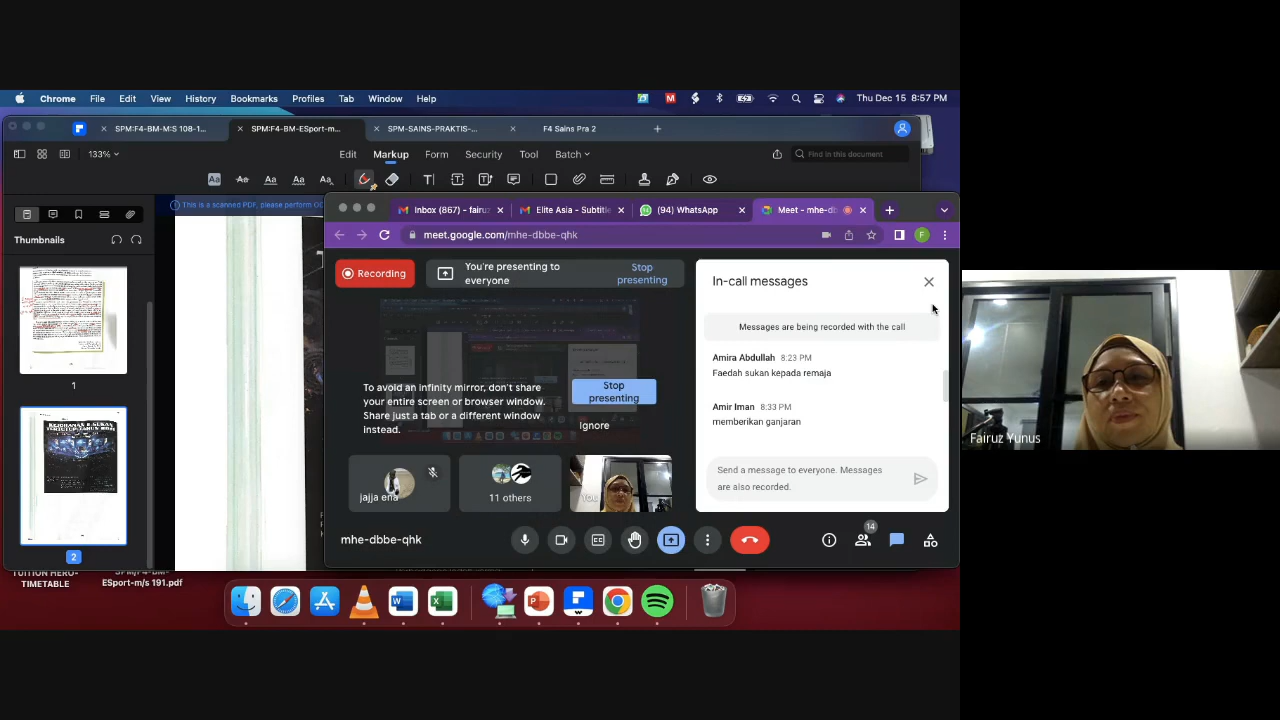 Chrome File Edit View History Bookmarks Profiles Tab Window Help
Thu Dec 15 8:57 PM
SPM:F4-BM-M:S 108-1...
SPM:F4-BM-ESport-m...
SPM-SAINS-PRAKTIS-...
F4 Sains Pra 2
133%
Edit Markup Form Security Tool Batch
Find in this document
This is a scanned PDF, please perform OC
Thumbnails
1
2
Inbox (867) - fairuz
Elite Asia - Subtitle
(94) WhatsApp
Meet - mhe-db
meet.google.com/mhe-dbbe-qhk
Recording
You're presenting to
everyone
Stop
presenting
To avoid an infinity mirror, don't share
your entire screen or browser window.
Share just a tab or a different window
instead.
Stop
presenting
Ignore
jajja ena
11 others
You
In-call messages
Messages are being recorded with the call
Amira Abdullah 8:23 PM
Faedah sukan kepada remaja
Amir Iman 8:33 PM
memberikan ganjaran
Send a message to everyone. Messages
are also recorded.
mhe-dbbe-qhk
14
TUITION HERO-
TIMETABLE
SPM/F4-BM-
ESport-m/s 191.pdf
Fairuz Yunus